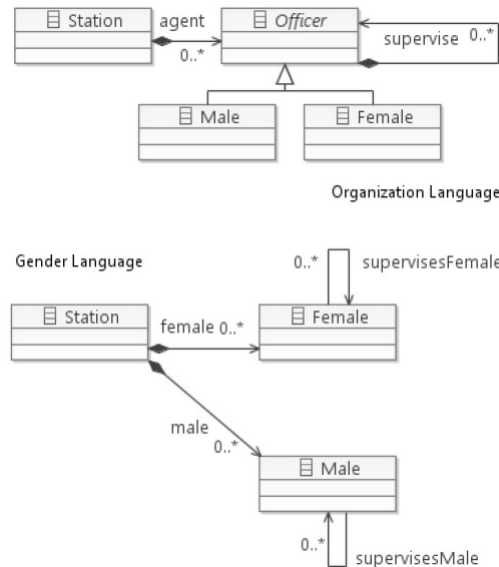 Station
agent
0..*
Officer
supervise
0..*
Male
Female
Organization Language
Gender Language
0..*
supervisesFemale
Station
female 0..*
Female
male
0..*
Male
0..*
supervisesMale